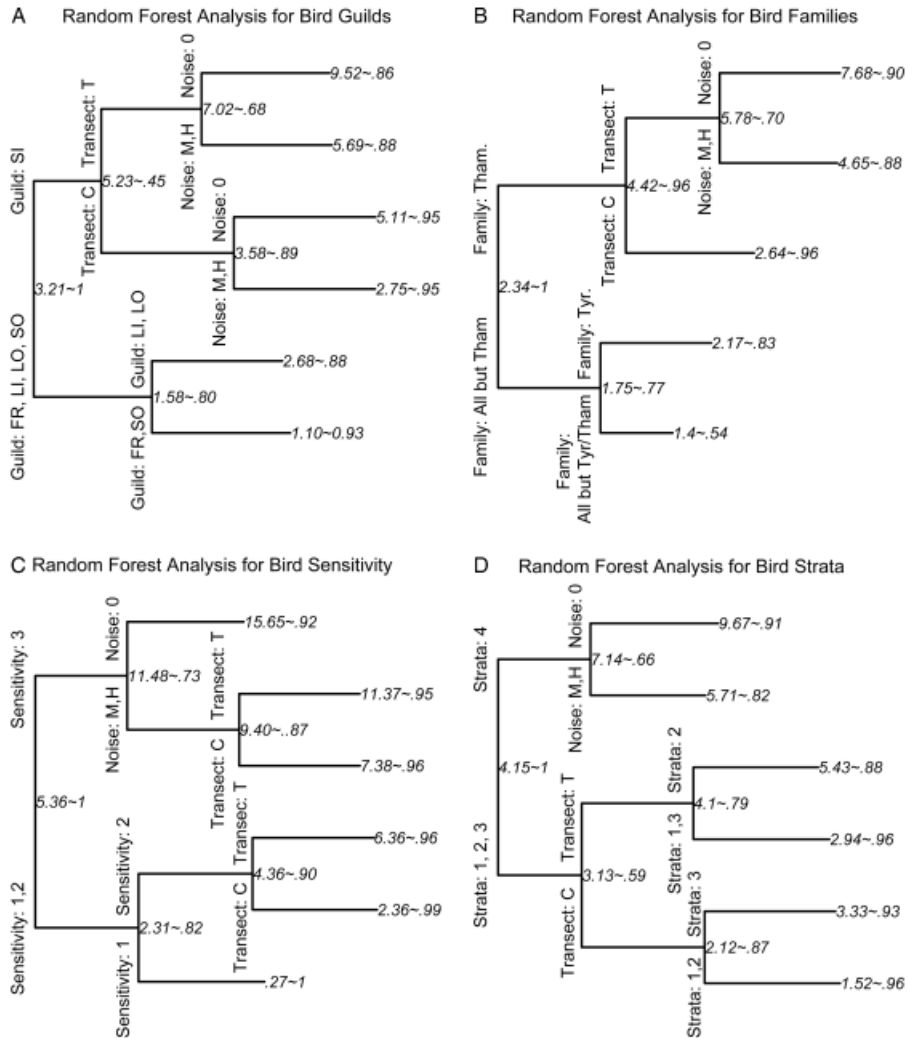 A Random Forest Analysis for Bird Guilds
Noise: 0
9.52~.86
Transect: T
7.02~.68
Noise: M,H
5.69~.88
Guild: SI
5.23~.45
Transect: C
Noise: 0
5.11~.95
3.58~.89
Noise: M,H
2.75~.95
3.21~1
Guild: FR, LI, LO, SO
Guild: LI, LO
2.68~.88
1.58~.80
Guild: FR,SO
1.10~0.93
B Random Forest Analysis for Bird Families
Noise: 0
7.68~.90
Transect: T
5.78~.70
Noise: M,H
4.65~.88
Family: Tham.
4.42~.96
Transect: C
2.64~.96
2.34~1
Family: All but Tham
Family: Tyr.
2.17~.83
1.75~.77
Family:
All but Tyr/Tham
1.4~.54
C Random Forest Analysis for Bird Sensitivity
Sensitivity: 3
Noise: 0
15.65~.92
11.48~.73
Noise: M,H
Transect: T
11.37~.95
9.40~..87
Transect: C
7.38~.96
5.36~1
Sensitivity: 1,2
Sensitivity: 2
Transec: T
6.36~.96
4.36~.90
Transect: C
2.36~.99
2.31~.82
Sensitivity: 1
.27~1
D Random Forest Analysis for Bird Strata
Strata: 4
Noise: 0
9.67~.91
7.14~.66
Noise: M,H
5.71~.82
4.15~1
Strata: 1, 2, 3
Transect: T
Strata: 2
5.43~.88
4.1~.79
Strata: 1,3
2.94~.96
3.13~.59
Transect: C
Strata: 3
3.33~.93
2.12~.87
Strata: 1,2
1.52~.96